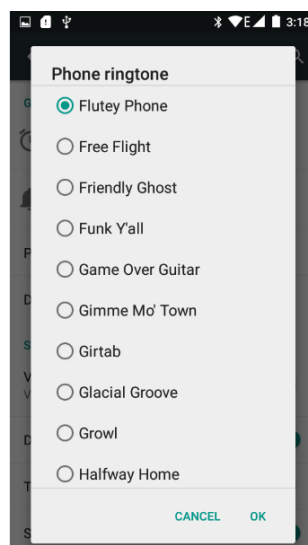 E 3:18
Phone ringtone
Flutey Phone
Free Flight
Friendly Ghost
Funk Y'all
Game Over Guitar
Gimme Mo' Town
Girtab
Glacial Groove
Growl
Halfway Home
CANCEL OK